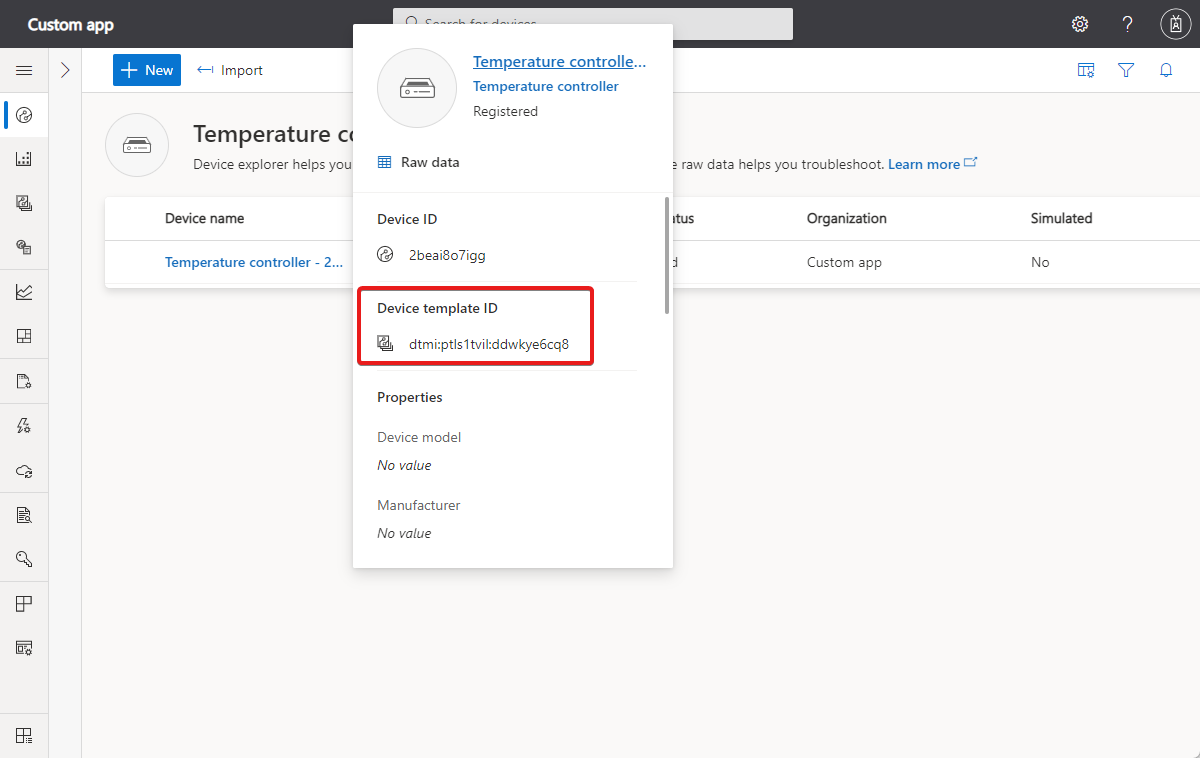 Custom app
Search for devices
?
New
Import
Temperature controlle...
Temperature controller
Registered
Raw data
Temperature co
Device explorer helps you
raw data helps you troubleshoot. Learn more
Device name
Organization
Simulated
Temperature controller - 2...
Custom app
No
Device ID
2beai8o7igg
Device template ID
dtmi:ptls1tvil:ddwkye6cq8
Properties
Device model
No value
Manufacturer
No value